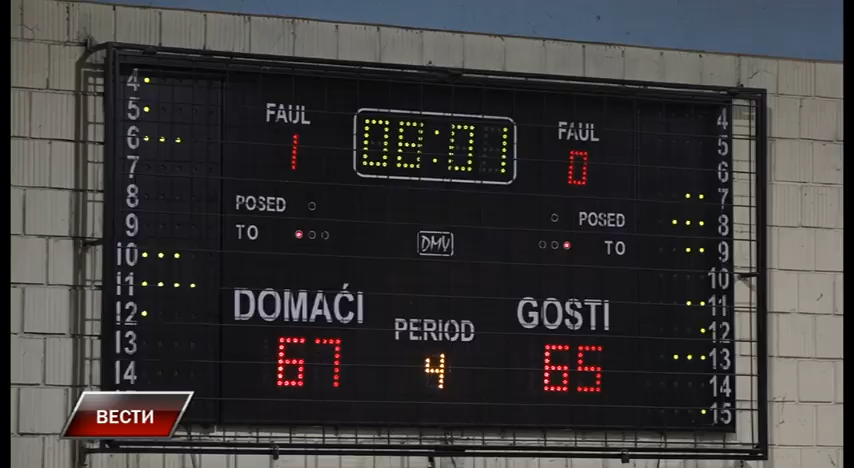 4 4
5 FAUL 08:01 FAUL 5
6 1 0 6
7 7
8 POSED POSED 8
9 TO TO 9
DMV
10 10
11 DOMAĆI GOSTI 11
12 PERIOD 12
13 67 4 65 13
14 14
15
ВЕСТИ